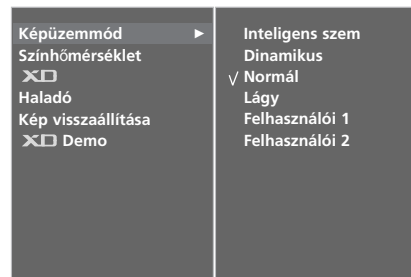 Képüzemmód ►
Színhőmérséklet
XD
Haladó
Kép visszaállítása
XD Demo
Inteligens szem
Dinamikus
√ Normál
Lágy
Felhasználói 1
Felhasználói 2